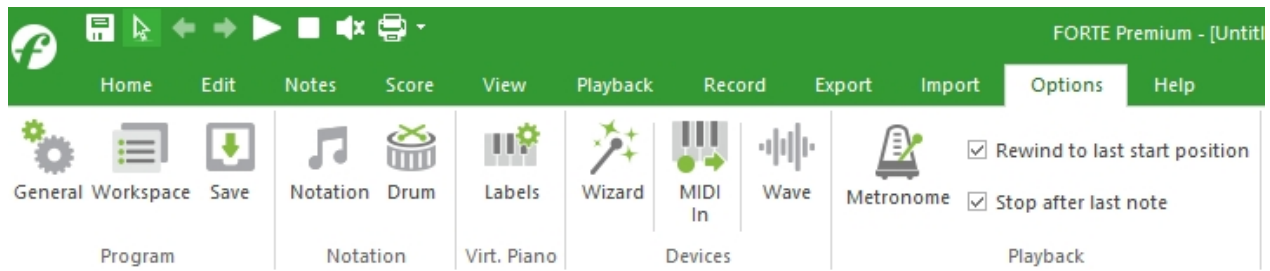 FORTE Premium - [Untitl
Home Edit Notes Score View Playback Record Export Import Options Help
General Workspace Save Notation Drum Labels Wizard MIDI In Wave Metronome
Rewind to last start position
Stop after last note
Program Notation Virt. Piano Devices Playback